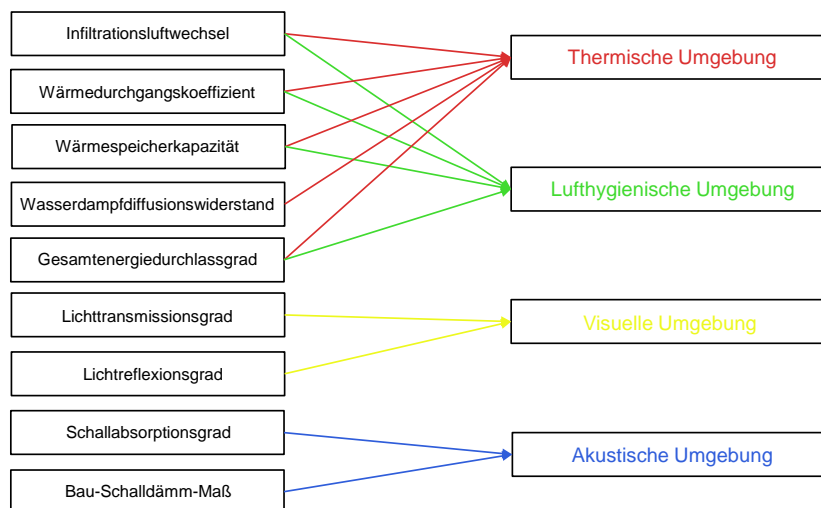 Infiltrationsluftwechsel
Wärmedurchgangskoeffizient
Wärmespeicherkapazität
Wasserdampfdiffusionswiderstand
Gesamtenergiedurchlassgrad
Lichttransmissionsgrad
Lichtreflexionsgrad
Schallabsorptionsgrad
Bau-Schalldämm-Maß
Thermische Umgebung
Lufthygienische Umgebung
Visuelle Umgebung
Akustische Umgebung